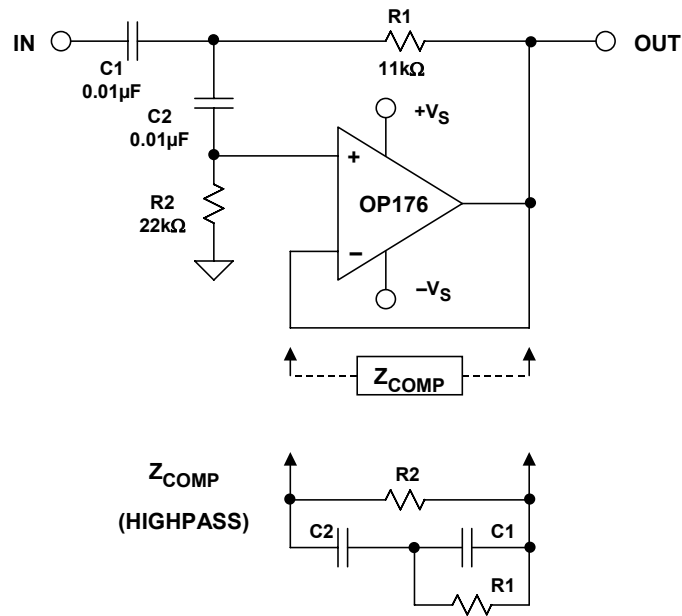 R1
IN
OUT
C1
0.01µF
11kΩ
C2
0.01µF
+VS
+
OP176
R2
22kΩ
–
–VS
ZCOMP
ZCOMP
(HIGHPASS)
R2
C2
C1
R1